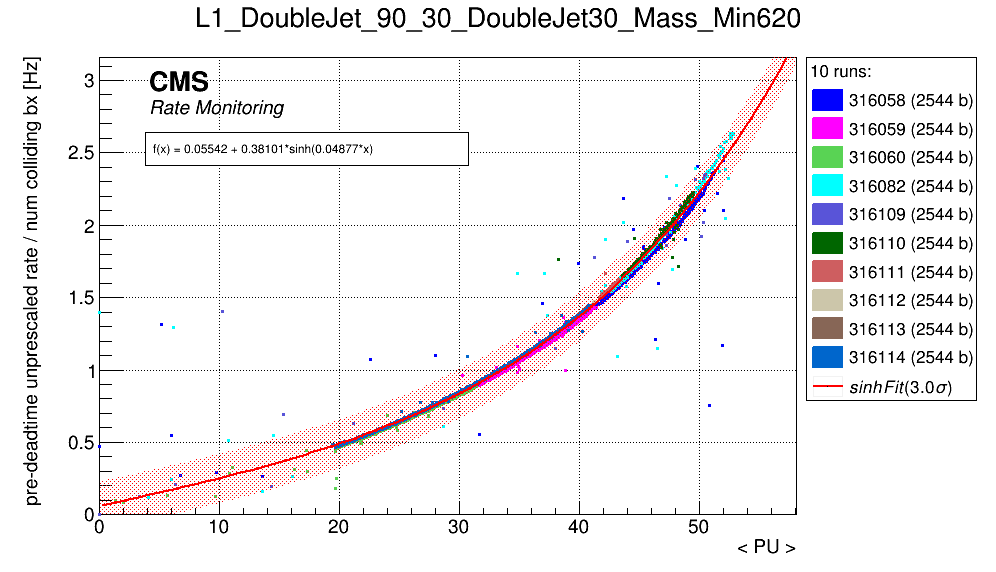 L1_DoubleJet_90_30_DoubleJet30_Mass_Min620
pre-deadtime unprescaled rate / num colliding bx [Hz]
CMS
Rate Monitoring
f(x) = 0.05542 + 0.38101*sinh(0.04877*x)
3
2.5
2
1.5
1
0.5
0
0 10 20 30 40 50
< PU >
10 runs:
316058 (2544 b)
316059 (2544 b)
316060 (2544 b)
316082 (2544 b)
316109 (2544 b)
316110 (2544 b)
316111 (2544 b)
316112 (2544 b)
316113 (2544 b)
316114 (2544 b)
sinhFit(3.0σ)